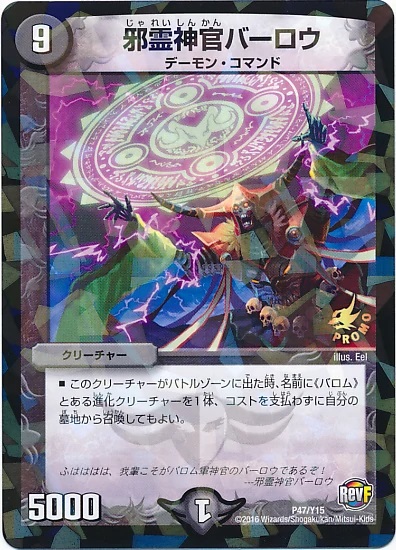 じゃれいしんかん
9
邪霊神官バーロウ
デーモン・コマンド
PROMO
illus. Eel
クリーチャー
■このクリーチャーがバトルゾーンに出た時、名前に《バロム》
とある進化クリーチャーを1体、コストを支払わずに自分の
墓地から召喚してもよい。
ふはははは、我輩こそがバロム軍神官のバーロウであるぞ!
---邪霊神官バーロウ
5000
RevF
P47/Y15
©2016 Wizards/Shogakukan/Mitsui-Kids